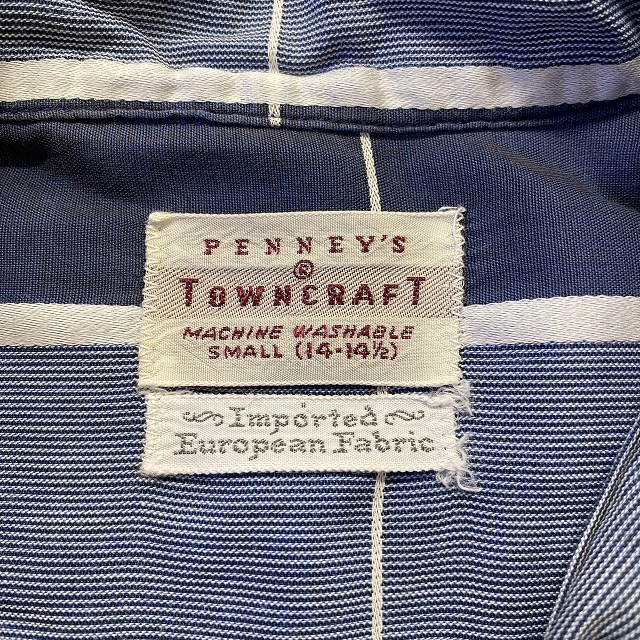 PENNEY'S
®
TOWNCRAFT
MACHINE WASHABLE
SMALL (14-14½)
Imported
European Fabric